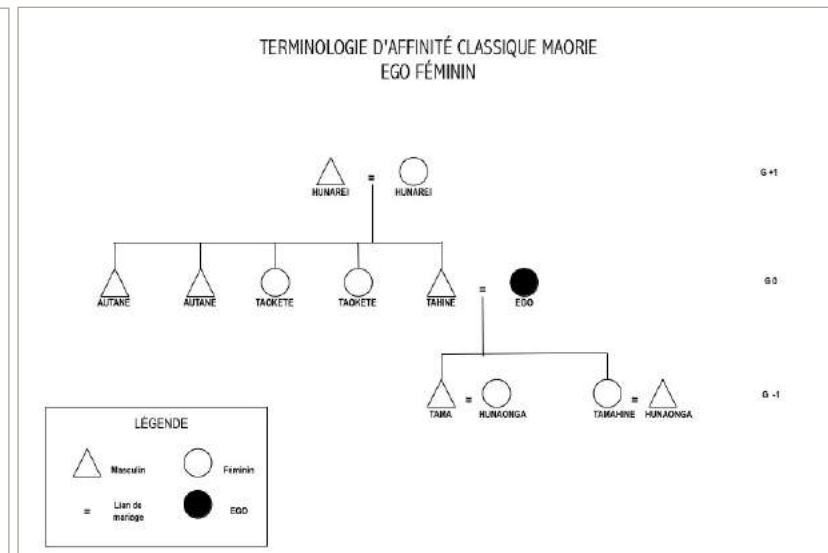 TERMINOLOGIE D'AFFINITÉ CLASSIQUE MAORIE
EGO FÉMININ
= G +1
HUNAREI HUNAREI
= G 0
AUTANE AUTANE TAOKETE TAOKETE TAHINE EGO
= = G -1
TAMA HUNAONGA TAMAHINE HUNAONGA
LÉGENDE
Masculin Féminin
= Lien de mariage EGO